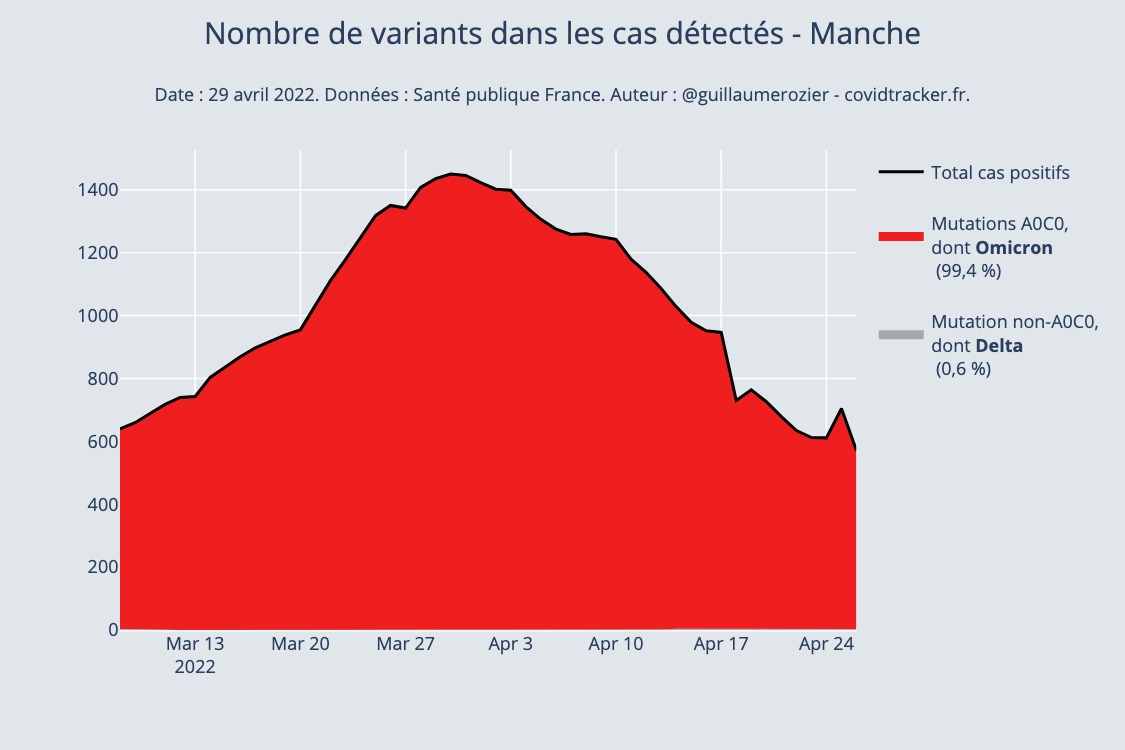 Nombre de variants dans les cas détectés - Manche
Date : 29 avril 2022. Données : Santé publique France. Auteur : @guillaumerozier - covidtracker.fr.
1400
1200
1000
800
600
400
200
0
Mar 13
2022
Mar 20
Mar 27
Apr 3
Apr 10
Apr 17
Apr 24
Total cas positifs
Mutations A0C0,
dont Omicron
(99,4 %)
Mutation non-A0C0,
dont Delta
(0,6 %)